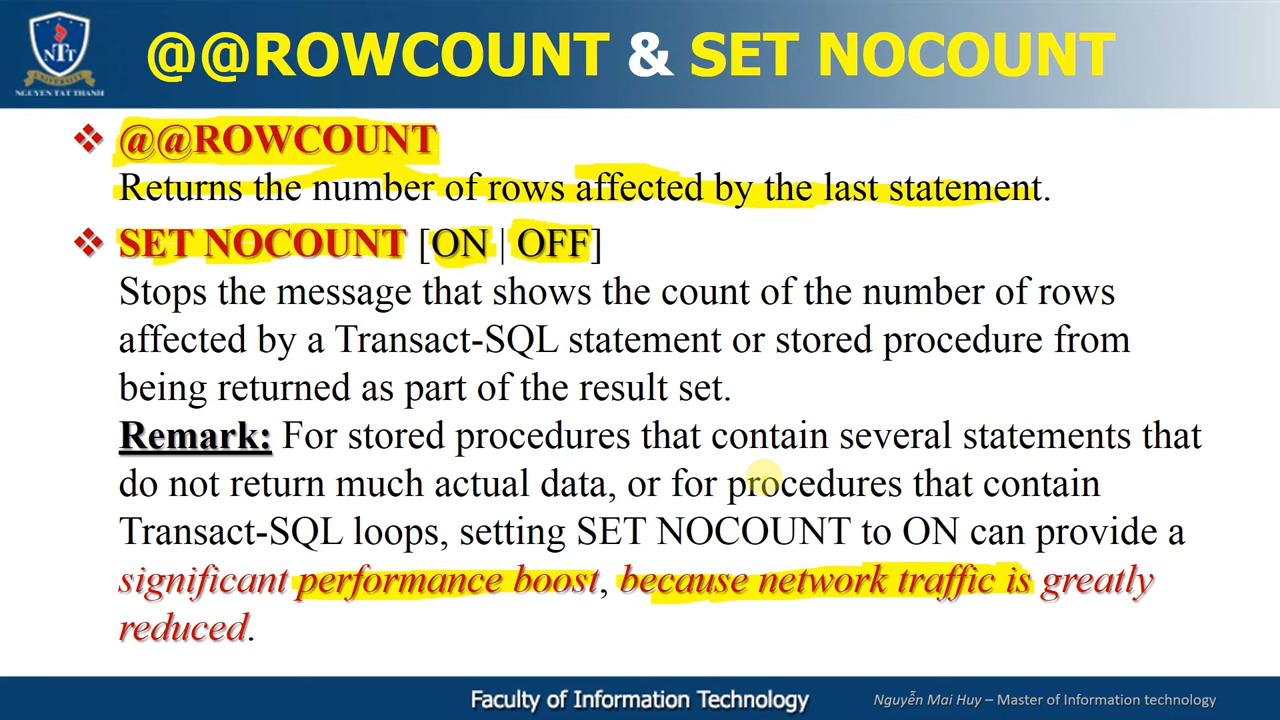 NTT
UNIVERSITY
NGUYEN TAT THANH
@@ROWCOUNT & SET NOCOUNT
@@ROWCOUNT
Returns the number of rows affected by the last statement.
SET NOCOUNT [ON | OFF]
Stops the message that shows the count of the number of rows
affected by a Transact-SQL statement or stored procedure from
being returned as part of the result set.
Remark: For stored procedures that contain several statements that
do not return much actual data, or for procedures that contain
Transact-SQL loops, setting SET NOCOUNT to ON can provide a
significant performance boost, because network traffic is greatly
reduced.
Faculty of Information Technology
Nguyễn Mai Huy – Master of Information technology